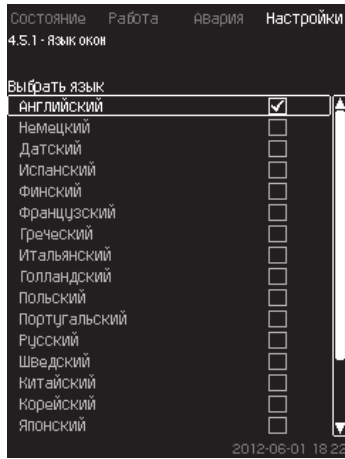 Состояние Работа Авария Настройки
4.5.1 - Язык окон
Выбрать язык
Английский
Немецкий
Датский
Испанский
Финский
Французский
Греческий
Итальянский
Голландский
Польский
Португальский
Русский
Шведский
Китайский
Корейский
Японский
2012-06-01 18:22